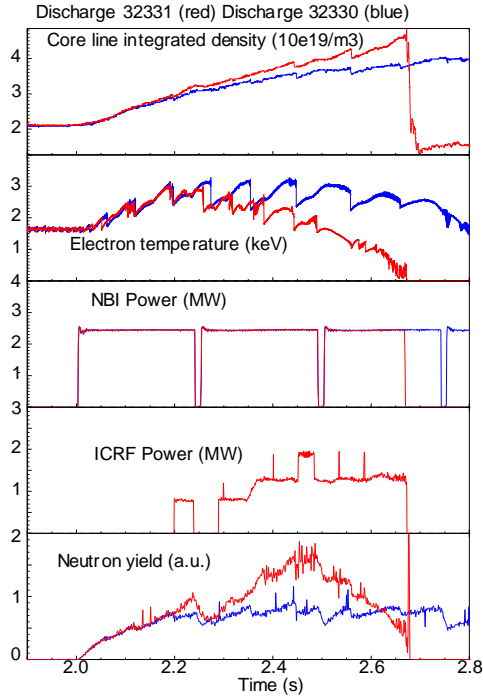 Discharge 32331 (red) Discharge 32330 (blue)
Core line integrated density (10e19/m3)
4
3
2
3
2
1
4
Electron temperature (keV)
NBI Power (MW)
3
2
1
3
ICRF Power (MW)
2
1
2
Neutron yield (a.u.)
2
1
0
2.0 2.2 2.4 2.6 2.8
Time (s)